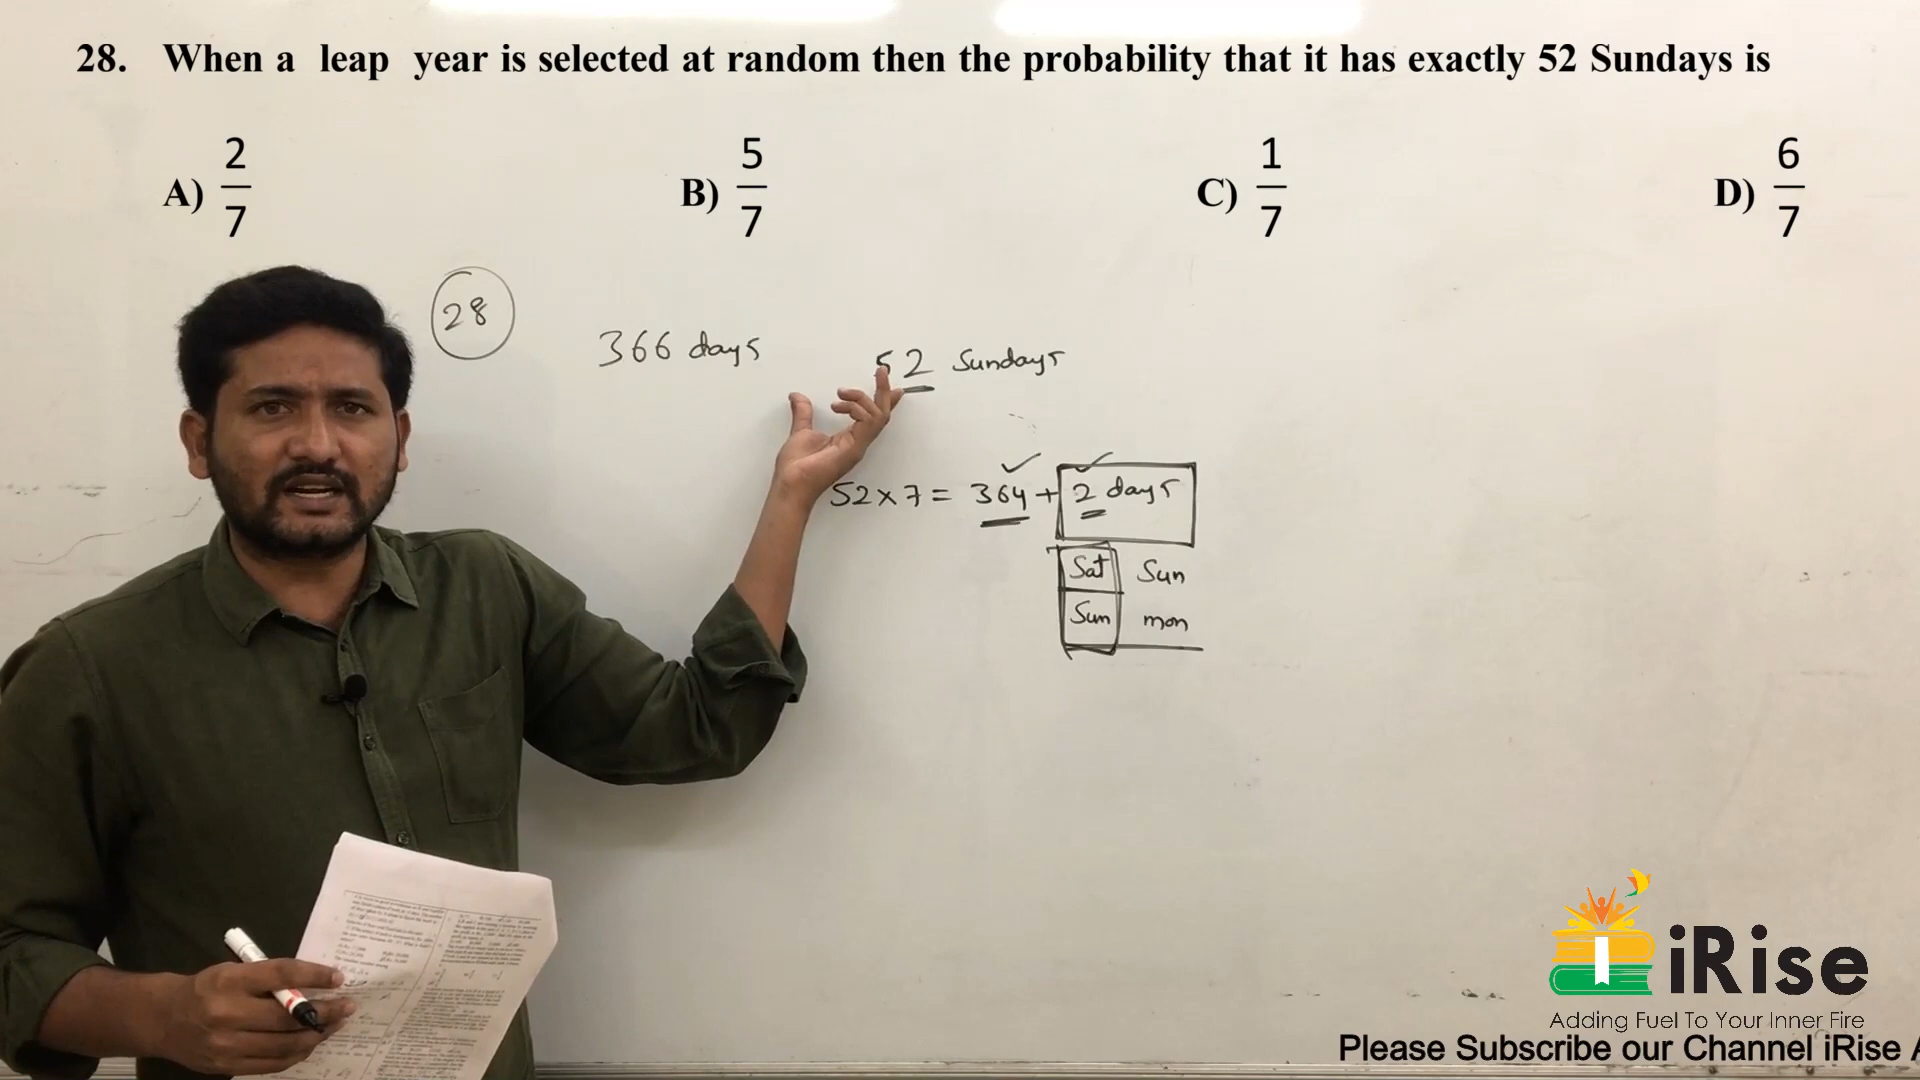 28. When a leap year is selected at random then the probability that it has exactly 52 Sundays is
A) 2/7 B) 5/7 C) 1/7 D) 6/7
28
366 days
52 Sundays
52 x 7 = 364 + 2 days
Sat Sun
Sun mon
iRise
Adding Fuel To Your Inner Fire
Please Subscribe our Channel iRise A